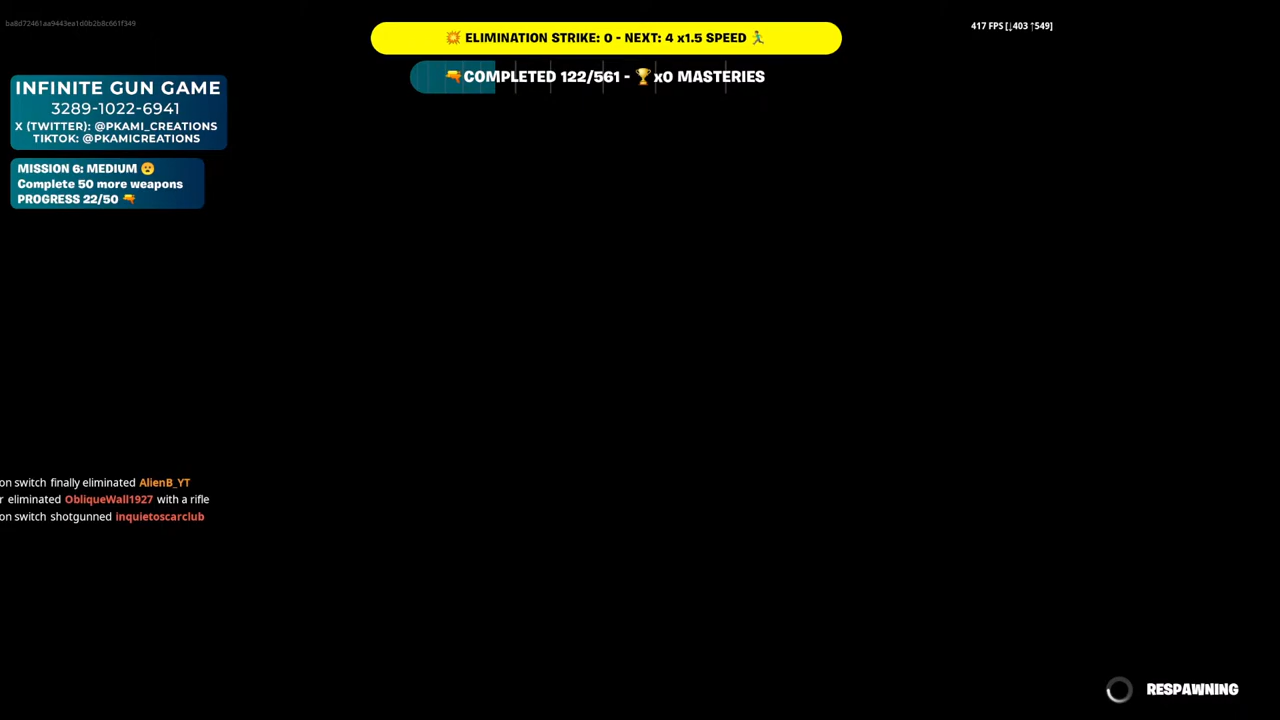 ba8d72461aa9443ea1d0b2b8c661f349
ELIMINATION STRIKE: 0 - NEXT: 4 x1.5 SPEED
417 FPS [↓403 ↑549]
COMPLETED 122/561 - x0 MASTERIES
INFINITE GUN GAME
3289-1022-6941
X (TWITTER): @PKAMI_CREATIONS
TIKTOK: @PKAMICREATIONS
MISSION 6: MEDIUM
Complete 50 more weapons
PROGRESS 22/50
on switch finally eliminated AlienB_YT
r eliminated ObliqueWall1927 with a rifle
on switch shotgunned inquietoscarclub
RESPAWNING